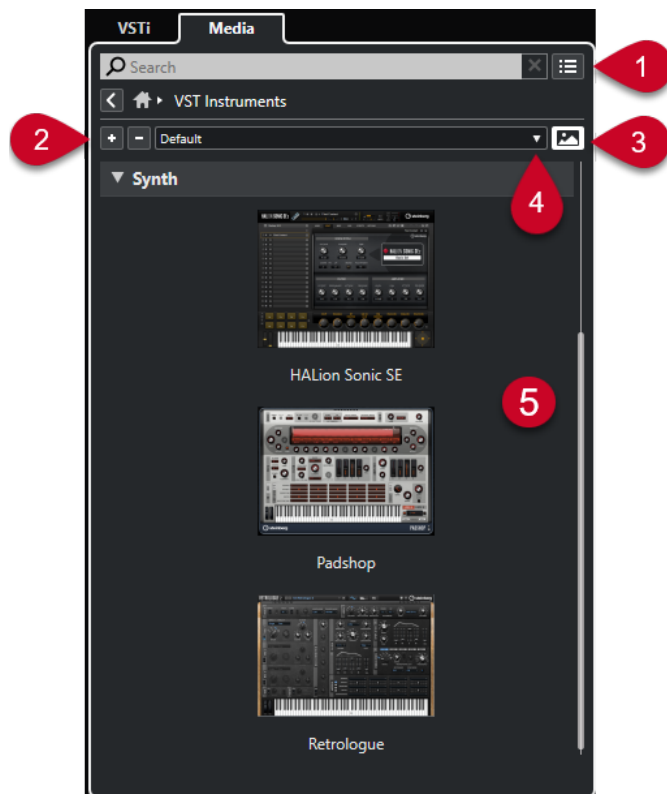 VSTi Media
Search
1
VST Instruments
2
Default
3
4
Synth
HALion Sonic SE
5
Padshop
Retrologue